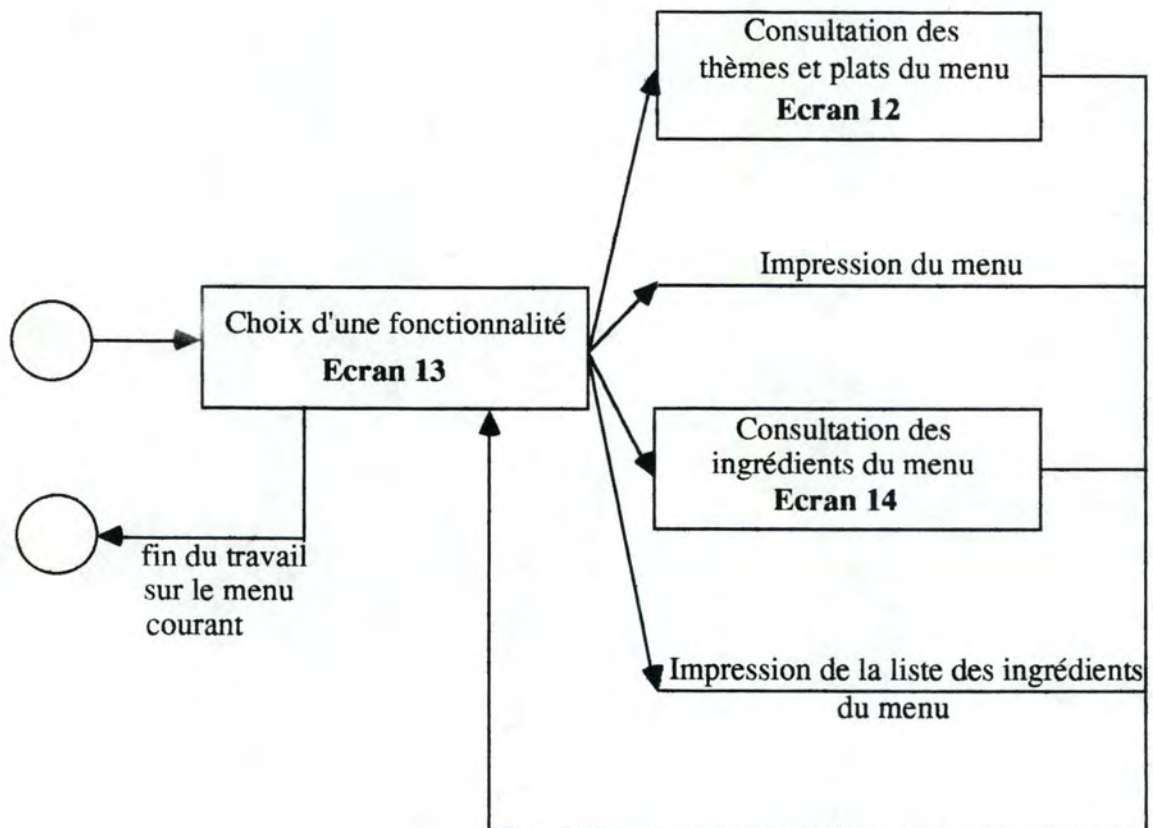 Consultation des
thèmes et plats du menu
Ecran 12
Impression du menu
Choix d'une fonctionnalité
Ecran 13
Consultation des
ingrédients du menu
Ecran 14
fin du travail
sur le menu
courant
Impression de la liste des ingrédients
du menu